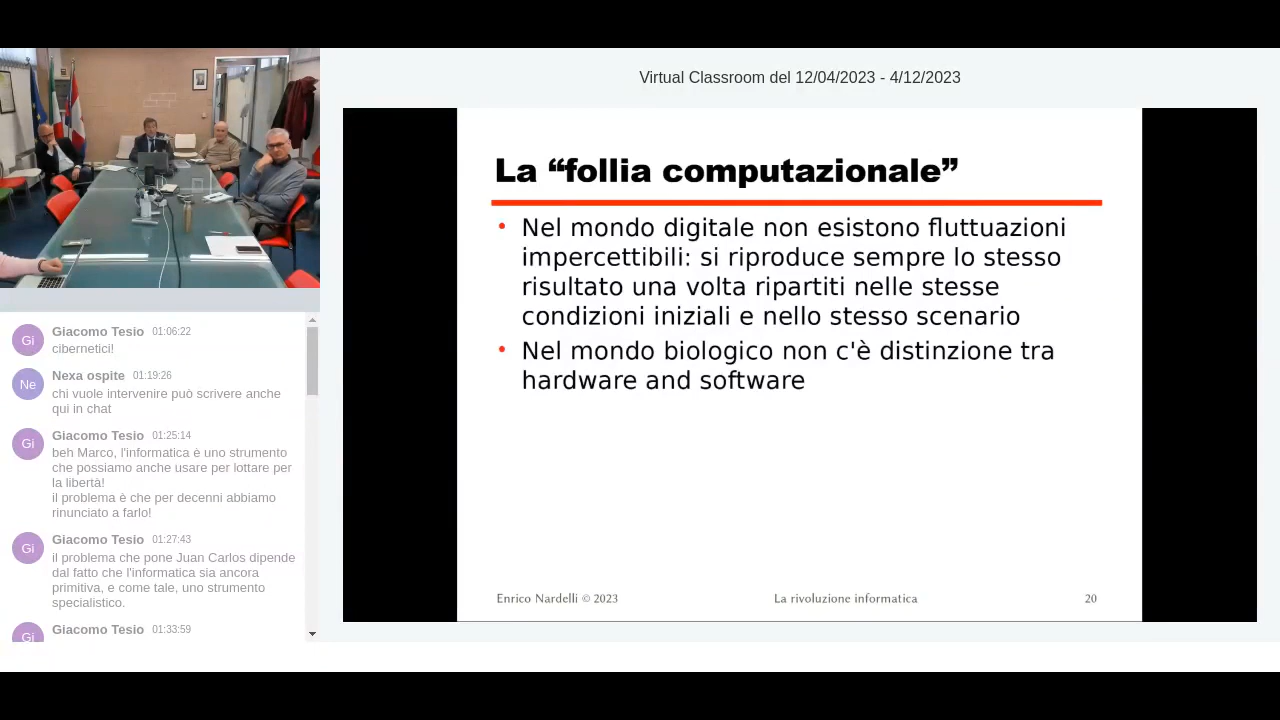 Virtual Classroom del 12/04/2023 - 4/12/2023
La “follia computazionale”
• Nel mondo digitale non esistono fluttuazioni
impercettibili: si riproduce sempre lo stesso
risultato una volta ripartiti nelle stesse
condizioni iniziali e nello stesso scenario
• Nel mondo biologico non c'è distinzione tra
hardware and software
Enrico Nardelli © 2023 La rivoluzione informatica 20
Gi Giacomo Tesio 01:06:22
cibernetici!
Ne Nexa ospite 01:19:26
chi vuole intervenire può scrivere anche
qui in chat
Gi Giacomo Tesio 01:25:14
beh Marco, l'informatica è uno strumento
che possiamo anche usare per lottare per
la libertà!
il problema è che per decenni abbiamo
rinunciato a farlo!
Gi Giacomo Tesio 01:27:43
il problema che pone Juan Carlos dipende
dal fatto che l'informatica sia ancora
primitiva, e come tale, uno strumento
specialistico.
Gi Giacomo Tesio 01:33:59